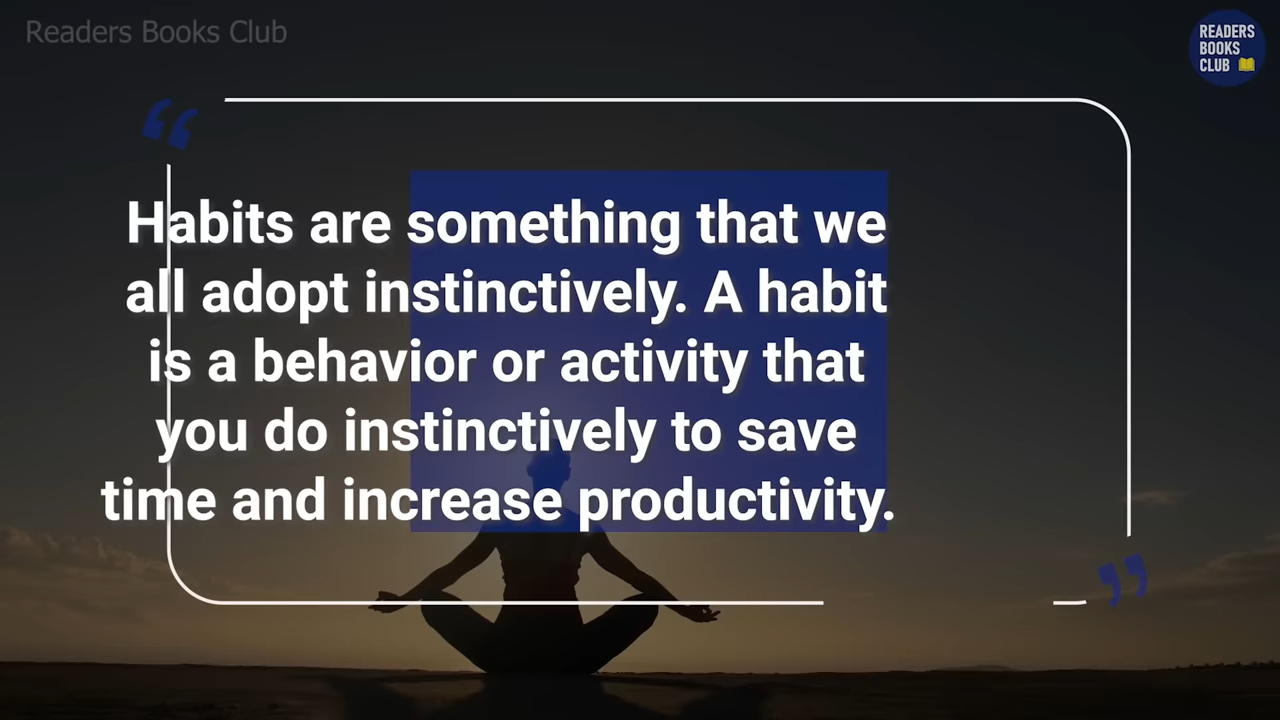 Readers Books Club
READERS
BOOKS
CLUB
“
Habits are something that we
all adopt instinctively. A habit
is a behavior or activity that
you do instinctively to save
time and increase productivity.
”